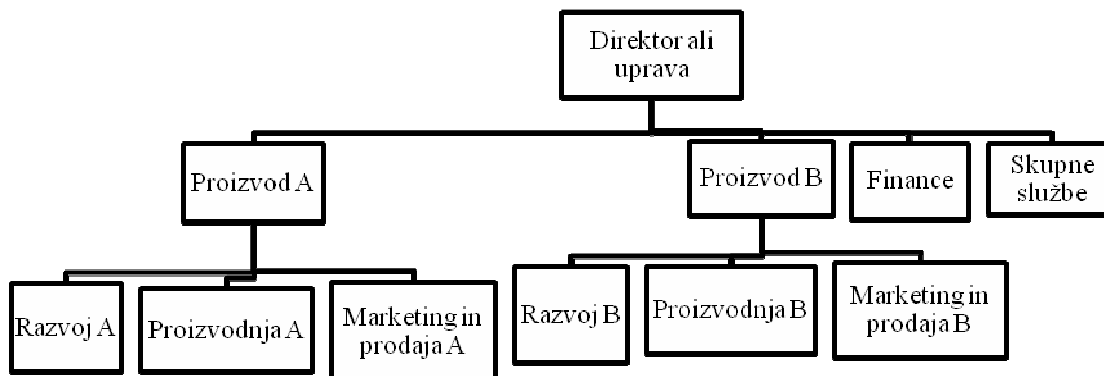 Direktor ali
uprava
Proizvod A
Proizvod B
Finance
Skupne
službe
Razvoj A
Proizvodnja A
Marketing in
prodaja A
Razvoj B
Proizvodnja B
Marketing in
prodaja B